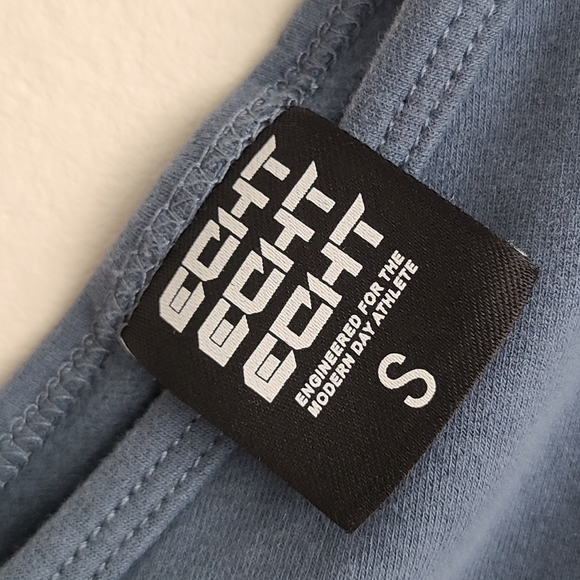 ECHT
ECHT
ECHT
ENGINEERED FOR THE
MODERN DAY ATHLETE
S